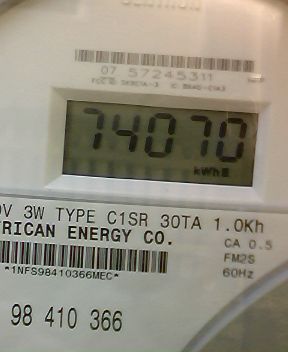 07 57245311
74070
kWh
0V 3W TYPE C1SR 30TA 1.0Kh
TRICAN ENERGY CO.
CA 0.5
FM2S
60Hz
*1NFS98410366MEC*
98 410 366